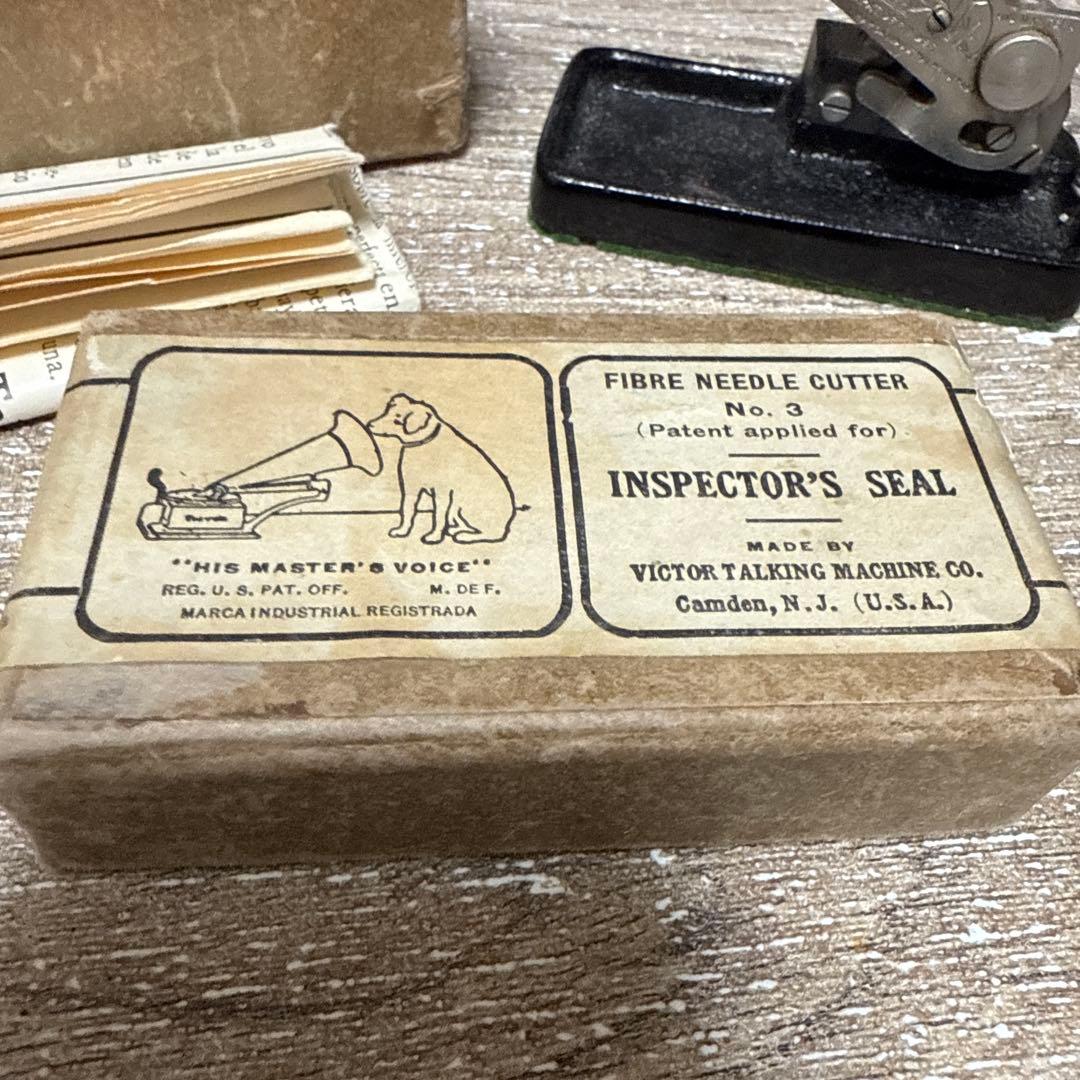 "HIS MASTER'S VOICE"
REG. U. S. PAT. OFF. M. DE F.
MARCA INDUSTRIAL REGISTRADA
FIBRE NEEDLE CUTTER
No. 3
(Patent applied for)
INSPECTOR'S SEAL
MADE BY
VICTOR TALKING MACHINE CO.
Camden, N. J. (U.S.A.)
una.